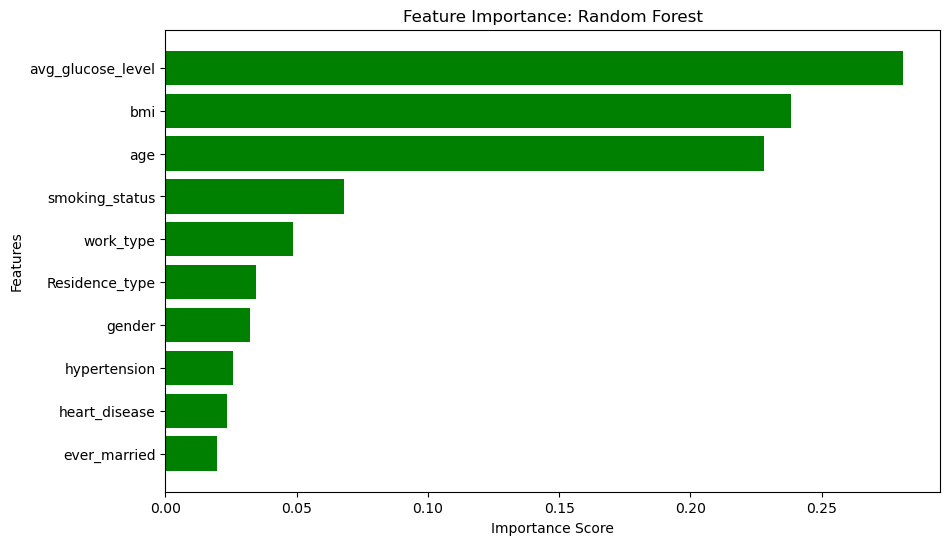 Feature Importance: Random Forest
avg_glucose_level
bmi
age
smoking_status
work_type
Residence_type
gender
hypertension
heart_disease
ever_married
Features
0.00 0.05 0.10 0.15 0.20 0.25
Importance Score